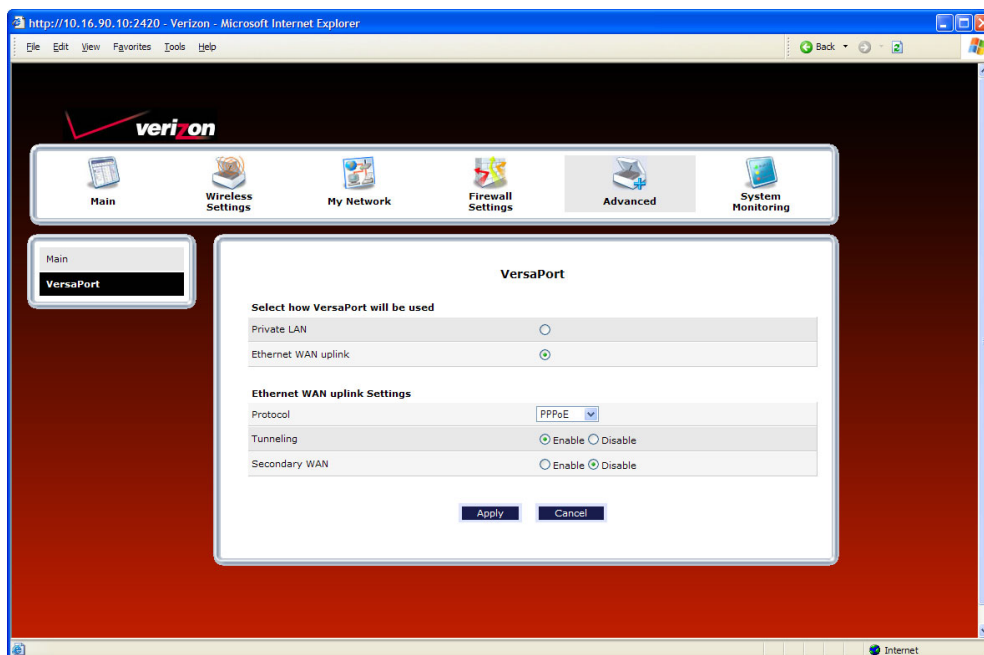 http://10.16.90.10:2420 - Verizon - Microsoft Internet Explorer
File Edit View Favorites Tools Help
Back
verizon
Main
Wireless Settings
My Network
Firewall Settings
Advanced
System Monitoring
Main
VersaPort
VersaPort
Select how VersaPort will be used
Private LAN
Ethernet WAN uplink
Ethernet WAN uplink Settings
Protocol PPPoE
Tunneling Enable Disable
Secondary WAN Enable Disable
Apply Cancel
Internet